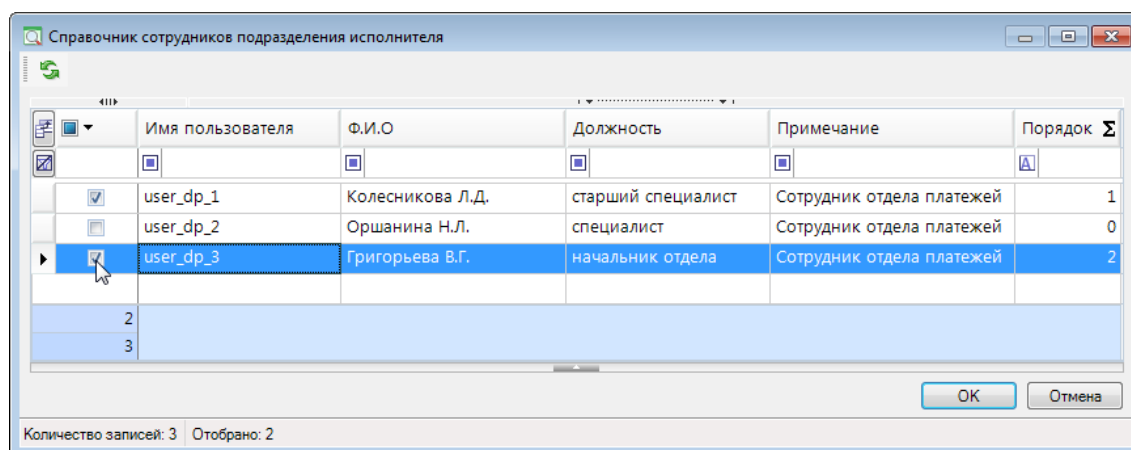 Справочник сотрудников подразделения исполнителя
Имя пользователя Ф.И.О Должность Примечание Порядок Σ
A
user_dp_1 Колесникова Л.Д. старший специалист Сотрудник отдела платежей 1
user_dp_2 Оршанина Н.Л. специалист Сотрудник отдела платежей 0
user_dp_3 Григорьева В.Г. начальник отдела Сотрудник отдела платежей 2
2
3
OK Отмена
Количество записей: 3 Отобрано: 2